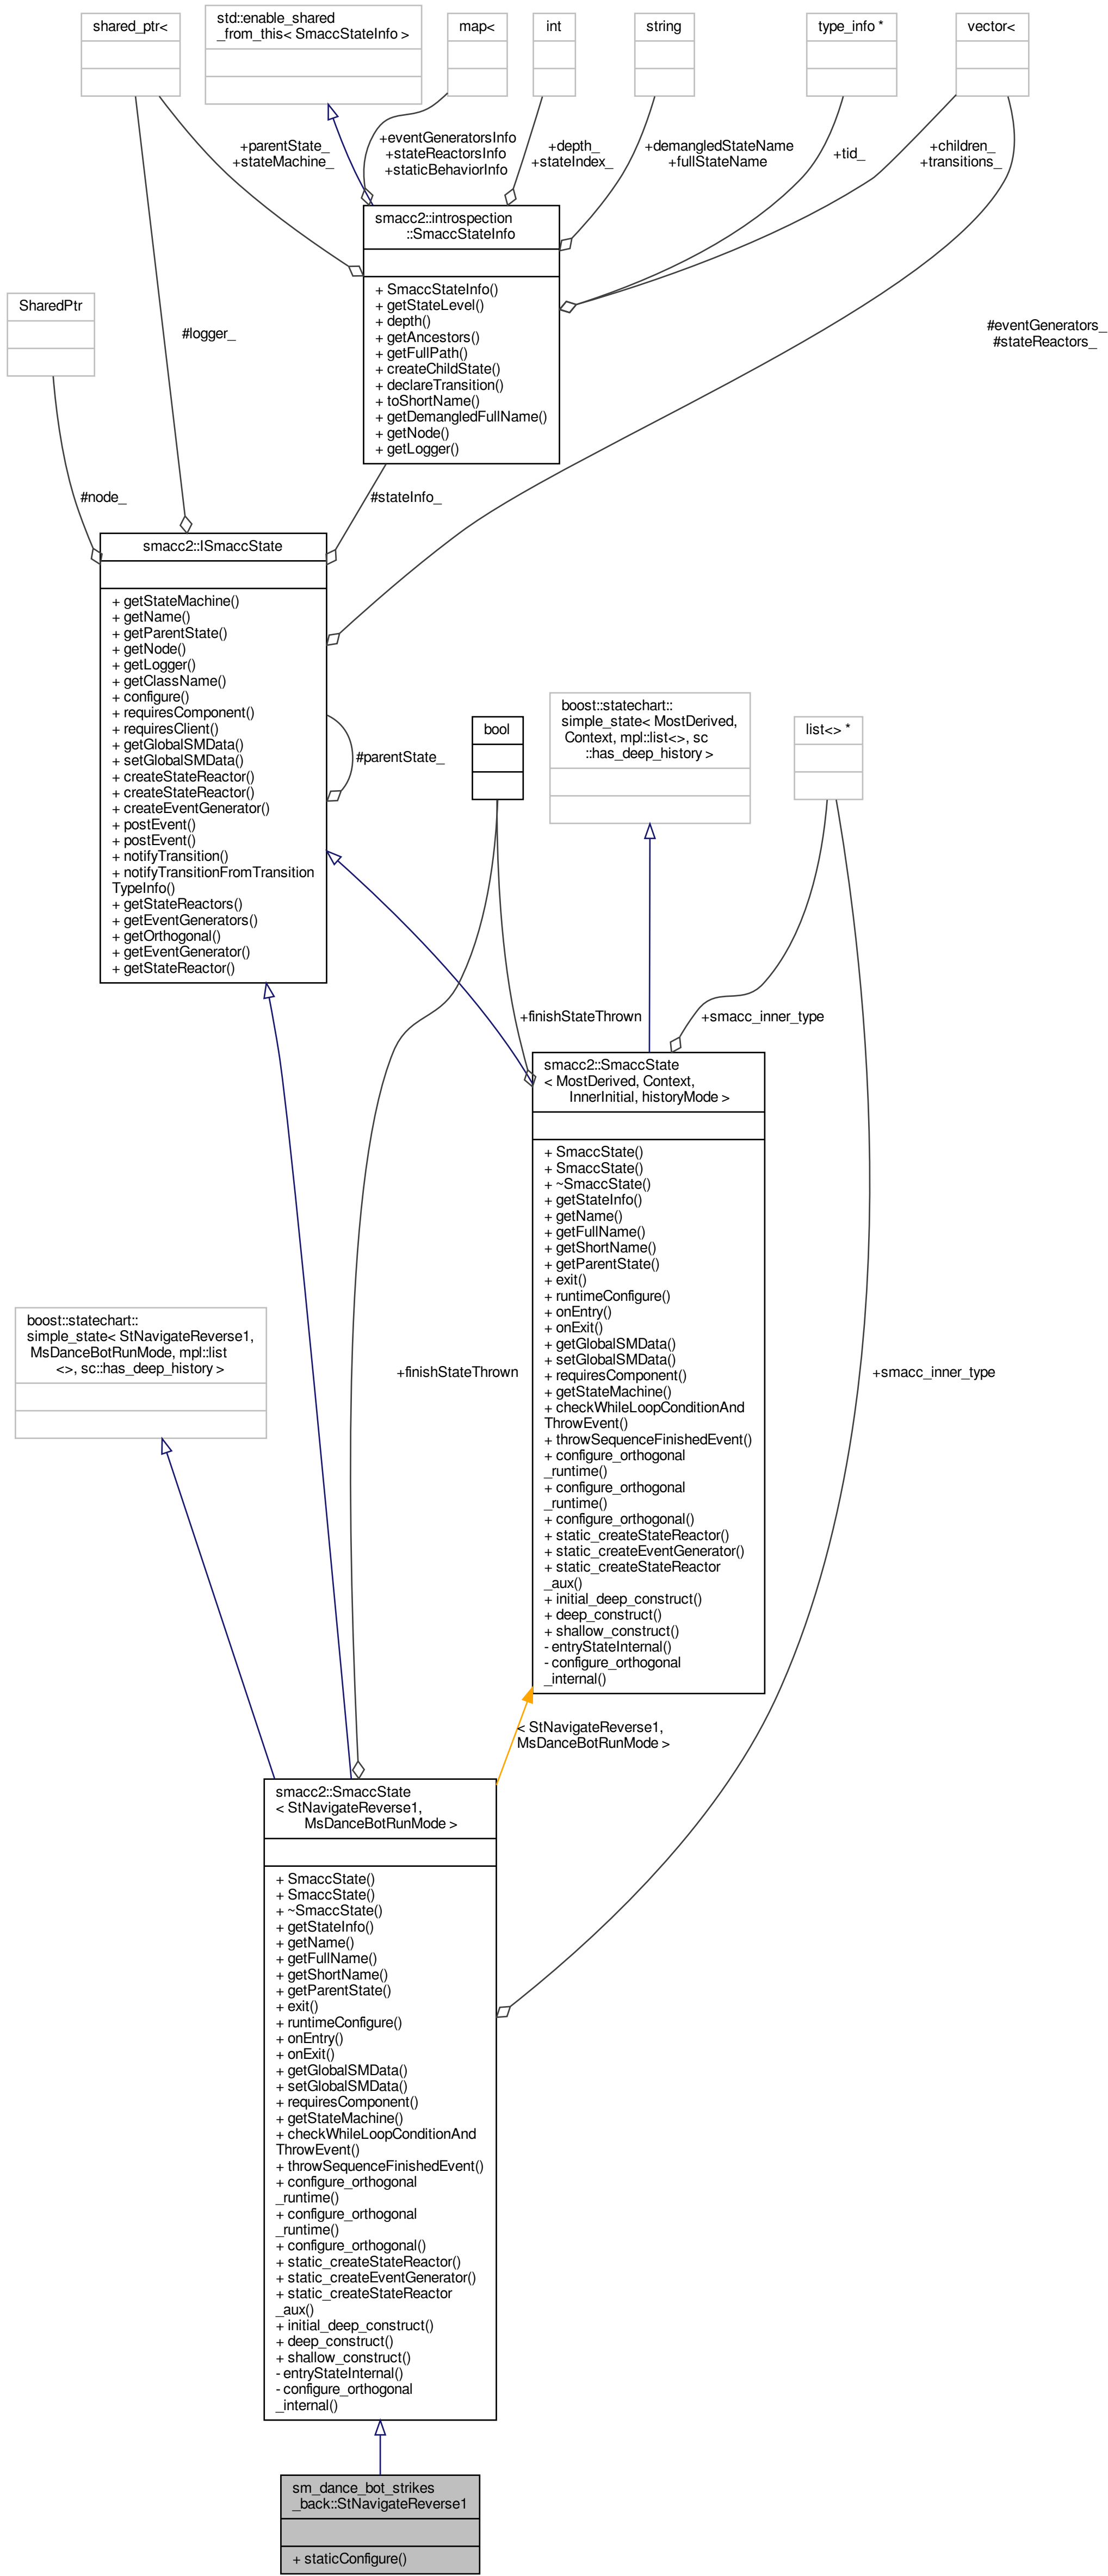 shared_ptr<
std::enable_shared
_from_this< SmaccStateInfo >
map<
int
string
type_info *
vector<
+parentState_
+stateMachine_
+eventGeneratorsInfo
+stateReactorsInfo
+staticBehaviorInfo
+depth_
+stateIndex_
+demangledStateName
+fullStateName
+tid_
+children_
+transitions_
smacc2::introspection
::SmaccStateInfo
+ SmaccStateInfo()
+ getStateLevel()
+ depth()
+ getAncestors()
+ getFullPath()
+ createChildState()
+ declareTransition()
+ toShortName()
+ getDemangledFullName()
+ getNode()
+ getLogger()
SharedPtr
#logger_
#eventGenerators_
#stateReactors_
#node_
#stateInfo_
smacc2::ISmaccState
+ getStateMachine()
+ getName()
+ getParentState()
+ getNode()
+ getLogger()
+ getClassName()
+ configure()
+ requiresComponent()
+ requiresClient()
+ getGlobalSMData()
+ setGlobalSMData()
+ createStateReactor()
+ createStateReactor()
+ createEventGenerator()
+ postEvent()
+ postEvent()
+ notifyTransition()
+ notifyTransitionFromTransition
TypeInfo()
+ getStateReactors()
+ getEventGenerators()
+ getOrthogonal()
+ getEventGenerator()
+ getStateReactor()
#parentState_
bool
boost::statechart::
simple_state< MostDerived,
Context, mpl::list<>, sc
::has_deep_history >
list<> *
+finishStateThrown
+smacc_inner_type
smacc2::SmaccState
< MostDerived, Context,
InnerInitial, historyMode >
+ SmaccState()
+ SmaccState()
+ ~SmaccState()
+ getStateInfo()
+ getName()
+ getFullName()
+ getShortName()
+ getParentState()
+ exit()
+ runtimeConfigure()
+ onEntry()
+ onExit()
+ getGlobalSMData()
+ setGlobalSMData()
+ requiresComponent()
+ getStateMachine()
+ checkWhileLoopConditionAnd
ThrowEvent()
+ throwSequenceFinishedEvent()
+ configure_orthogonal
_runtime()
+ configure_orthogonal
_runtime()
+ configure_orthogonal()
+ static_createStateReactor()
+ static_createEventGenerator()
+ static_createStateReactor
_aux()
+ initial_deep_construct()
+ deep_construct()
+ shallow_construct()
- entryStateInternal()
- configure_orthogonal
_internal()
boost::statechart::
simple_state< StNavigateReverse1,
MsDanceBotRunMode, mpl::list
<>, sc::has_deep_history >
+finishStateThrown
+smacc_inner_type
< StNavigateReverse1,
MsDanceBotRunMode >
smacc2::SmaccState
< StNavigateReverse1,
MsDanceBotRunMode >
+ SmaccState()
+ SmaccState()
+ ~SmaccState()
+ getStateInfo()
+ getName()
+ getFullName()
+ getShortName()
+ getParentState()
+ exit()
+ runtimeConfigure()
+ onEntry()
+ onExit()
+ getGlobalSMData()
+ setGlobalSMData()
+ requiresComponent()
+ getStateMachine()
+ checkWhileLoopConditionAnd
ThrowEvent()
+ throwSequenceFinishedEvent()
+ configure_orthogonal
_runtime()
+ configure_orthogonal
_runtime()
+ configure_orthogonal()
+ static_createStateReactor()
+ static_createEventGenerator()
+ static_createStateReactor
_aux()
+ initial_deep_construct()
+ deep_construct()
+ shallow_construct()
- entryStateInternal()
- configure_orthogonal
_internal()
sm_dance_bot_strikes
_back::StNavigateReverse1
+ staticConfigure()